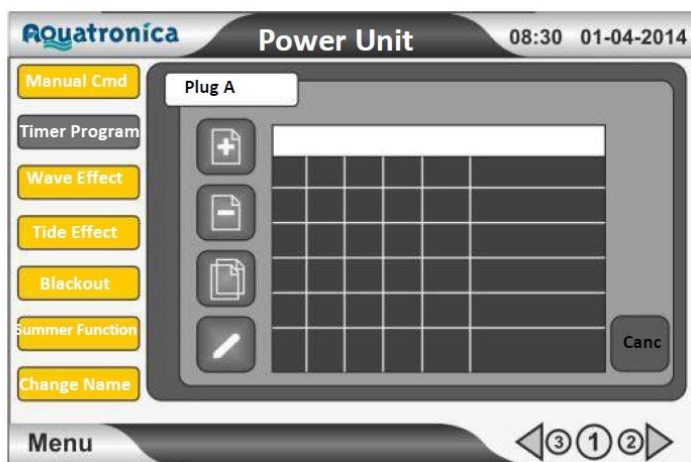 Aquatronica
Power Unit
08:30 01-04-2014
Manual Cmd
Plug A
Timer Program
Wave Effect
Tide Effect
Blackout
Summer Function
Change Name
Canc
Menu
3 1 2